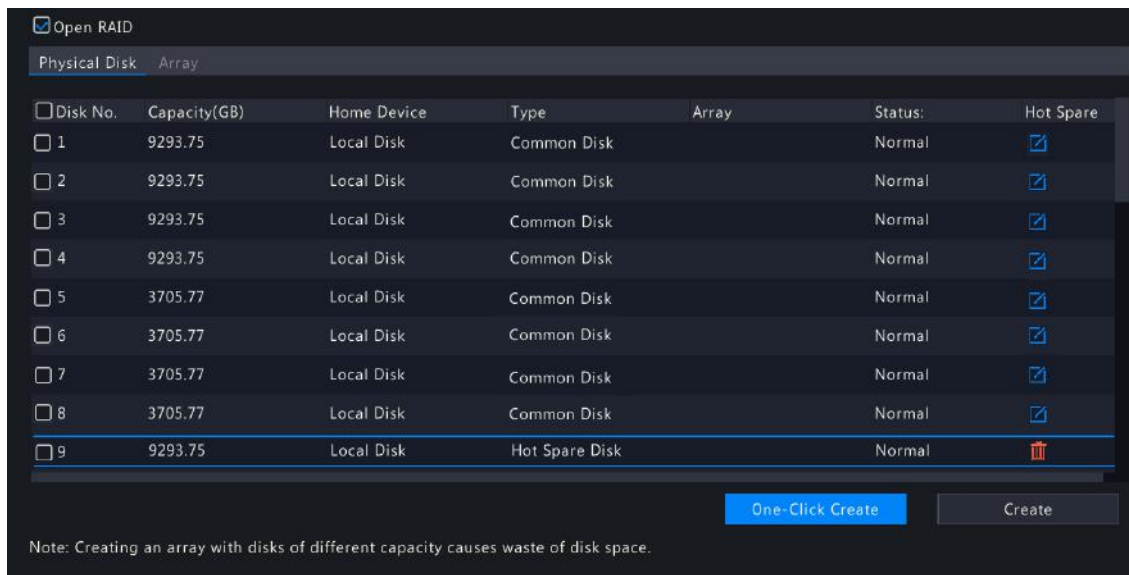 Open RAID
Physical Disk Array
Disk No. Capacity(GB) Home Device Type Array Status: Hot Spare
1 9293.75 Local Disk Common Disk Normal
2 9293.75 Local Disk Common Disk Normal
3 9293.75 Local Disk Common Disk Normal
4 9293.75 Local Disk Common Disk Normal
5 3705.77 Local Disk Common Disk Normal
6 3705.77 Local Disk Common Disk Normal
7 3705.77 Local Disk Common Disk Normal
8 3705.77 Local Disk Common Disk Normal
9 9293.75 Local Disk Hot Spare Disk Normal
One-Click Create Create
Note: Creating an array with disks of different capacity causes waste of disk space.